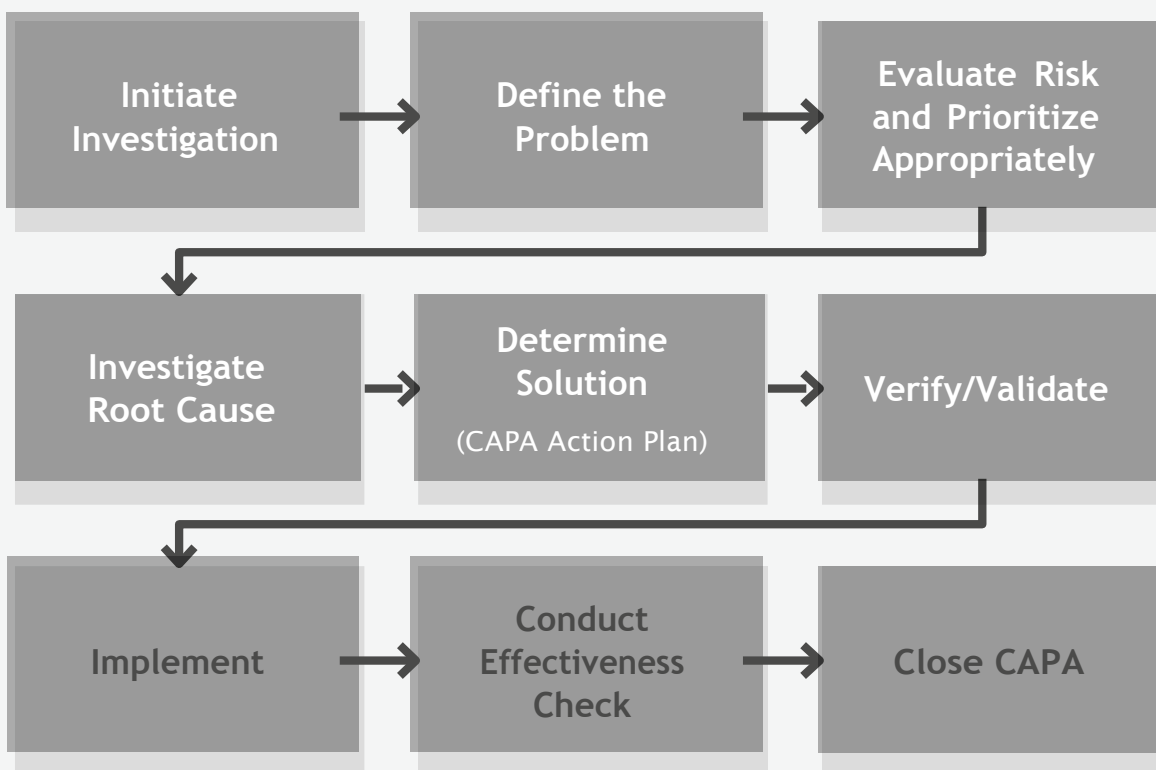 Initiate
Investigation
Define the
Problem
Evaluate Risk
and Prioritize
Appropriately
Investigate
Root Cause
Determine
Solution
(CAPA Action Plan)
Verify/Validate
Implement
Conduct
Effectiveness
Check
Close CAPA